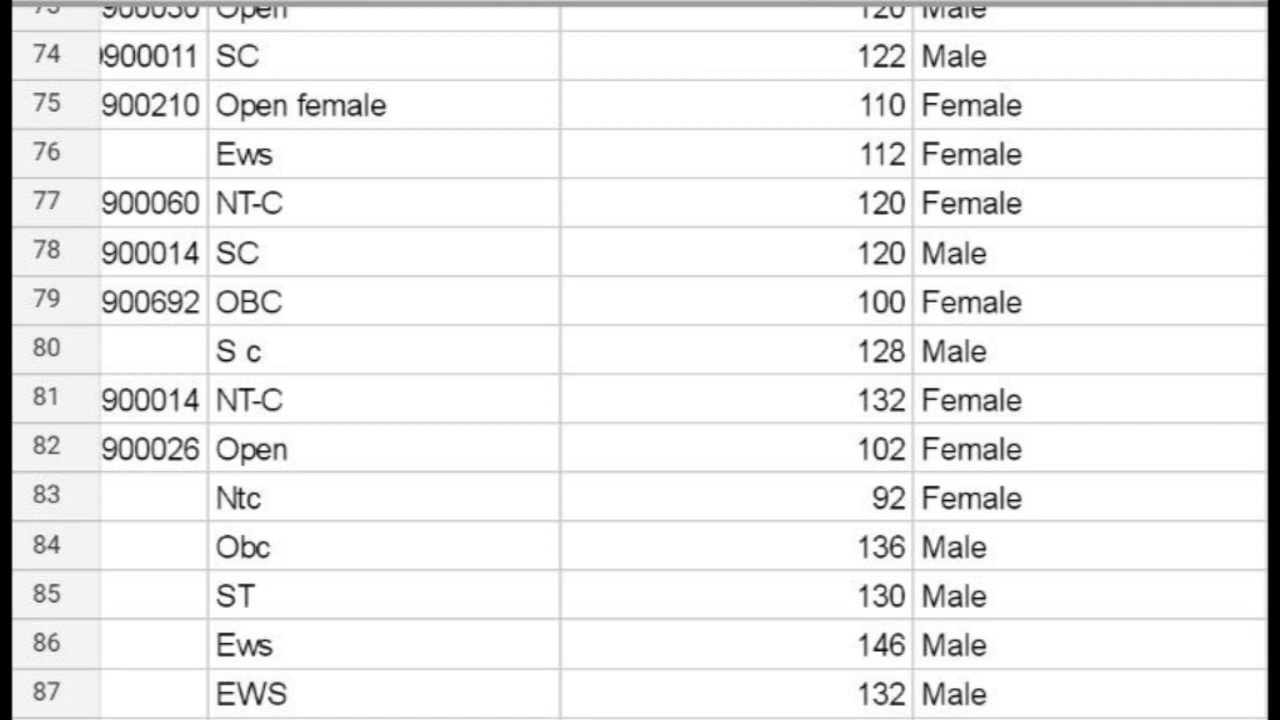 73 900030 Open 120 Male
74 900011 SC 122 Male
75 900210 Open female 110 Female
76 Ews 112 Female
77 900060 NT-C 120 Female
78 900014 SC 120 Male
79 900692 OBC 100 Female
80 S c 128 Male
81 900014 NT-C 132 Female
82 900026 Open 102 Female
83 Ntc 92 Female
84 Obc 136 Male
85 ST 130 Male
86 Ews 146 Male
87 EWS 132 Male